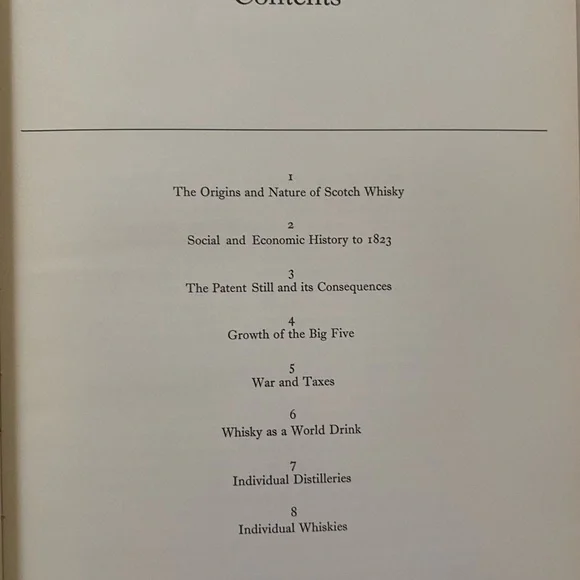 Contents
1
The Origins and Nature of Scotch Whisky
2
Social and Economic History to 1823
3
The Patent Still and its Consequences
4
Growth of the Big Five
5
War and Taxes
6
Whisky as a World Drink
7
Individual Distilleries
8
Individual Whiskies